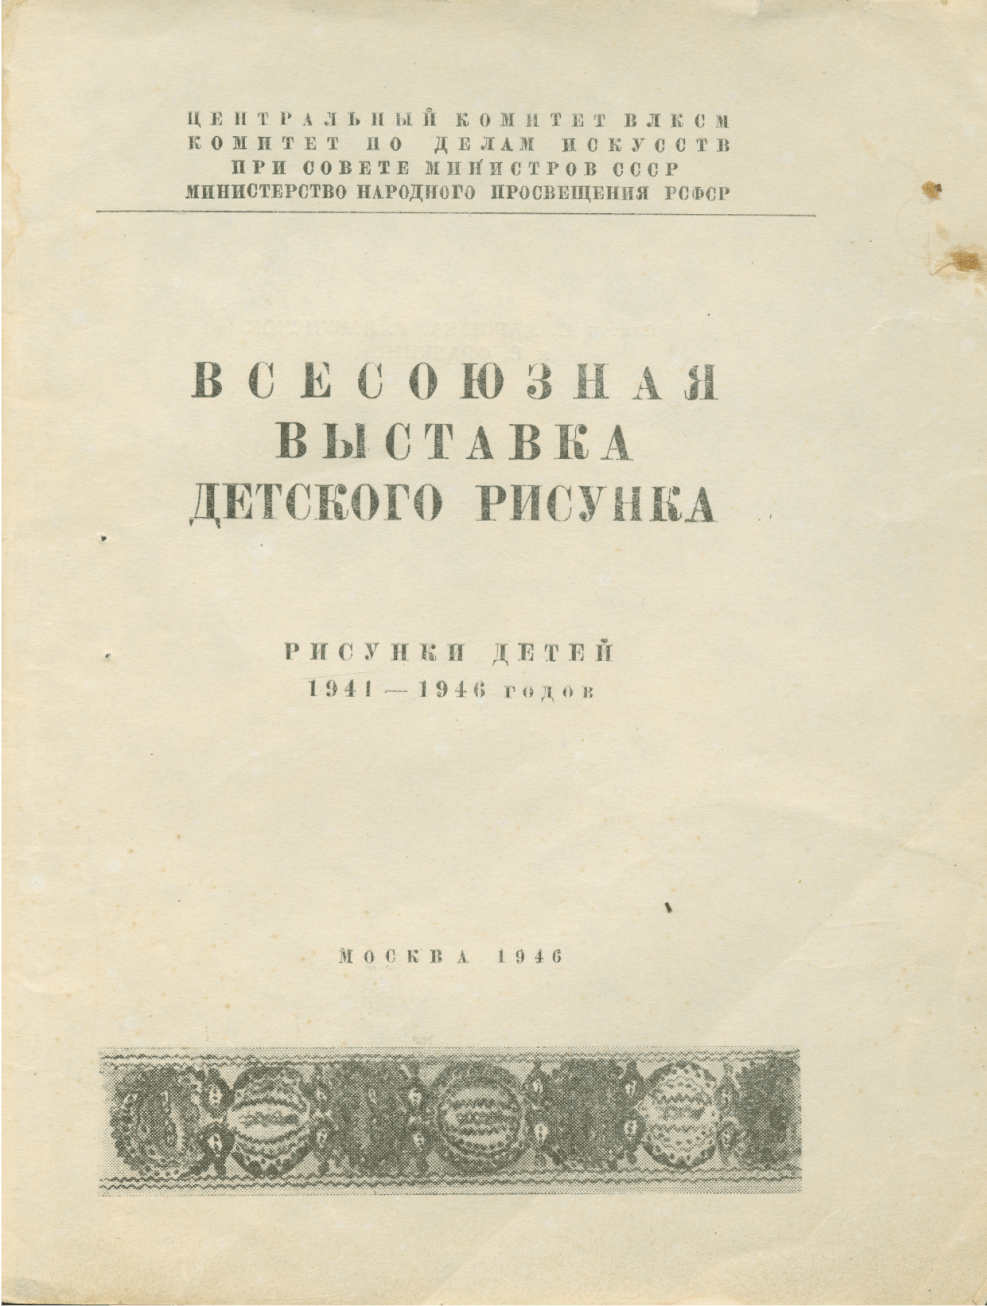 ЦЕНТРАЛЬНЫЙ КОМИТЕТ ВЛКСМ
КОМИТЕТ ПО ДЕЛАМ ИСКУССТВ
ПРИ СОВЕТЕ МИНИСТРОВ СССР
МИНИСТЕРСТВО НАРОДНОГО ПРОСВЕЩЕНИЯ РСФСР
ВСЕСОЮЗНАЯ
ВЫСТАВКА
ДЕТСКОГО РИСУНКА
РИСУНКИ ДЕТЕЙ
1941 — 1946 годов
МОСКВА 1946